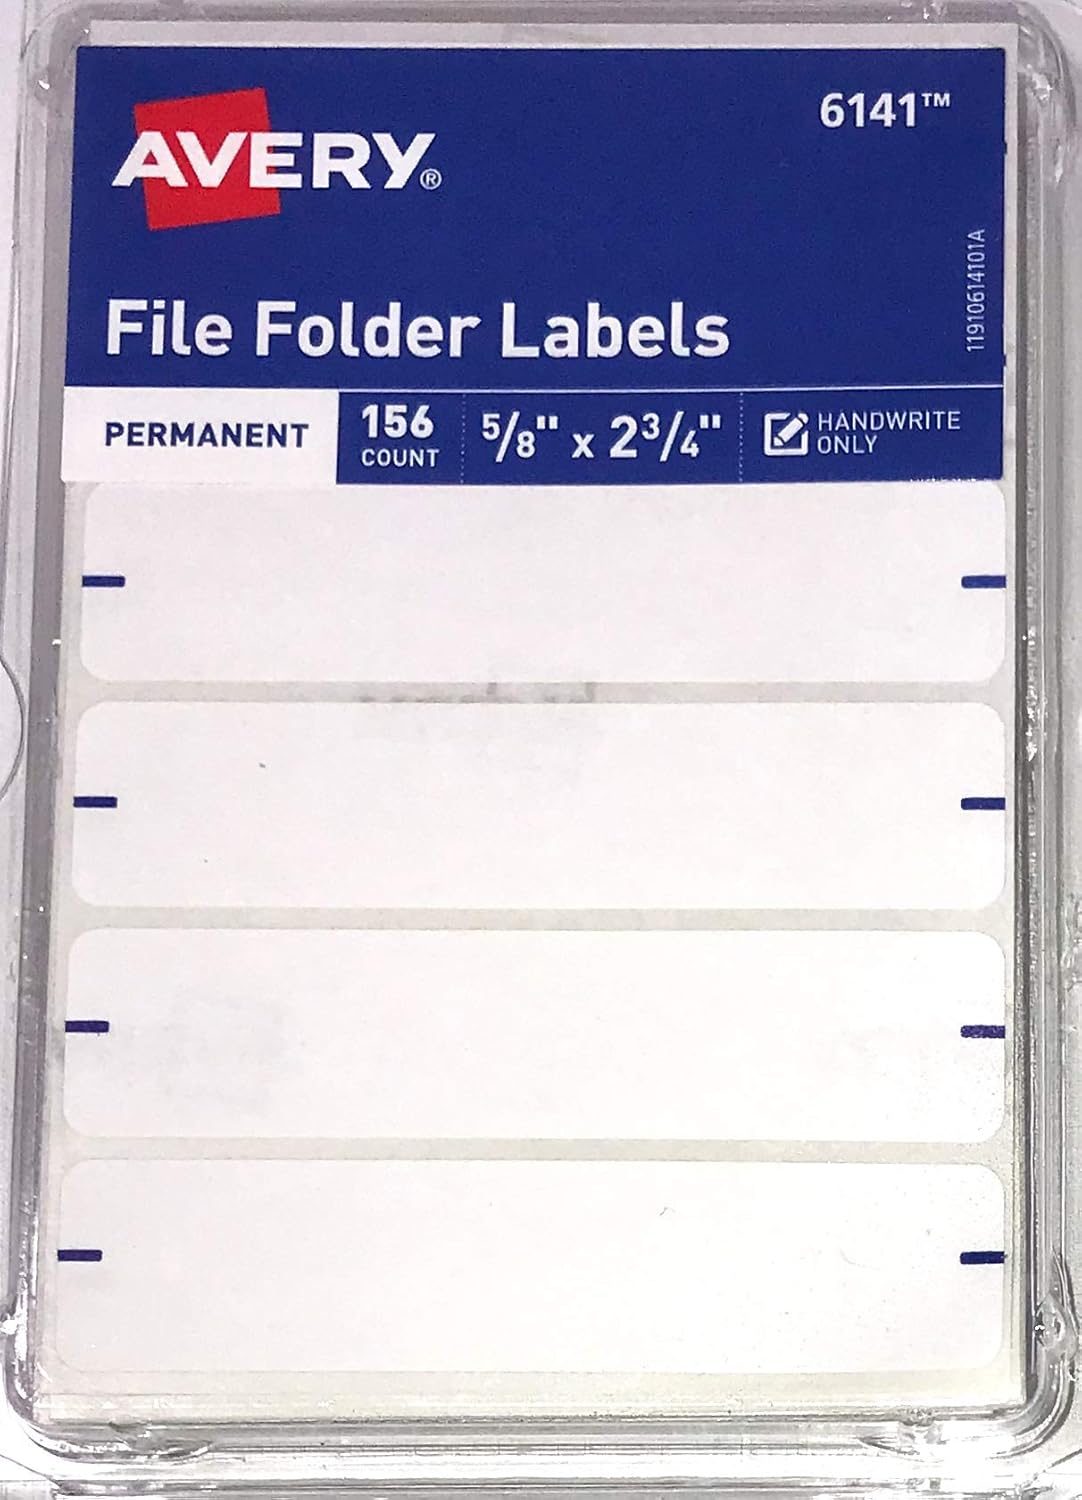 6141™
AVERY®
11910614101A
File Folder Labels
PERMANENT
156
COUNT
5/8" x 2 3/4"
HANDWRITE
ONLY